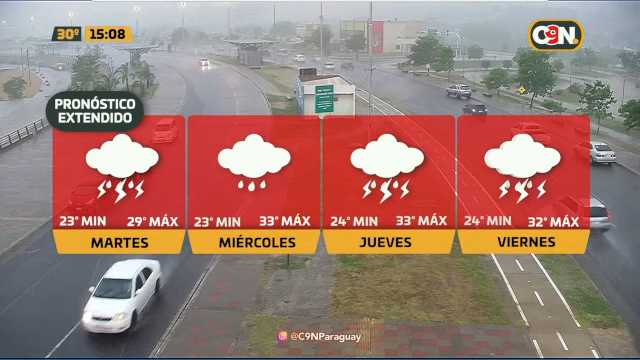 30º 15:08
C9N
PRONÓSTICO
EXTENDIDO
23° MIN 29° MÁX
MARTES
23° MIN 33° MÁX
MIÉRCOLES
24° MIN 33° MÁX
JUEVES
24° MIN 32° MÁX
VIERNES
@C9NParaguay